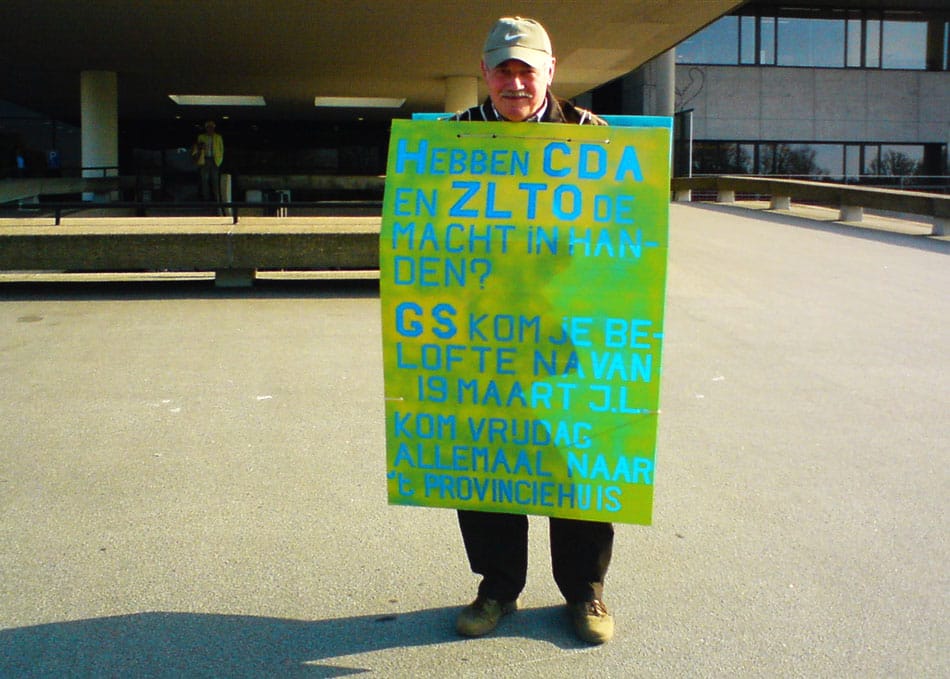 HEBBEN CDA
EN ZLTO DE
MACHT IN HAN-
DEN?
GS KOM JE BE-
LOFTE NA VAN
19 MAART J.L.
KOM VRIJDAG
ALLEMAAL NAAR
't PROVINCIEHUIS